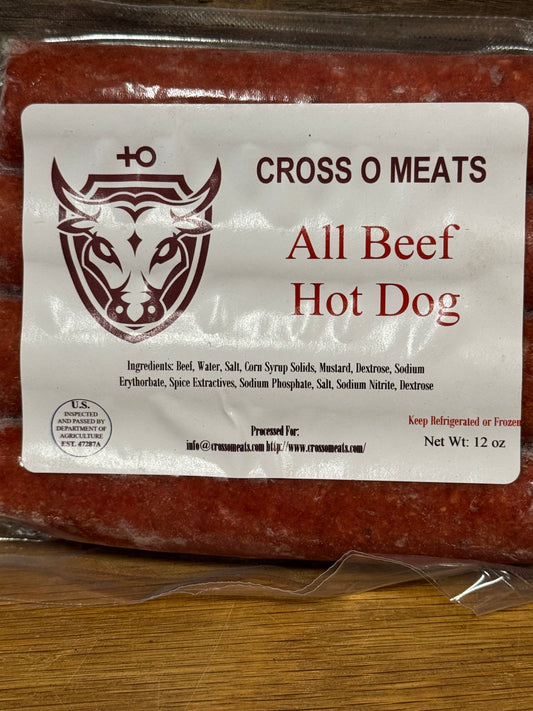 CROSS O MEATS
All Beef
Hot Dog
Ingredients: Beef, Water, Salt, Corn Syrup Solids, Mustard, Dextrose, Sodium
Erythorbate, Spice Extractives, Sodium Phosphate, Salt, Sodium Nitrite, Dextrose
U.S.
INSPECTED
AND PASSED BY
DEPARTMENT OF
AGRICULTURE
EST. 47287A
Processed For:
info@crossomeats.com http://www.crossomeats.com/
Keep Refrigerated or Frozen
Net Wt: 12 oz